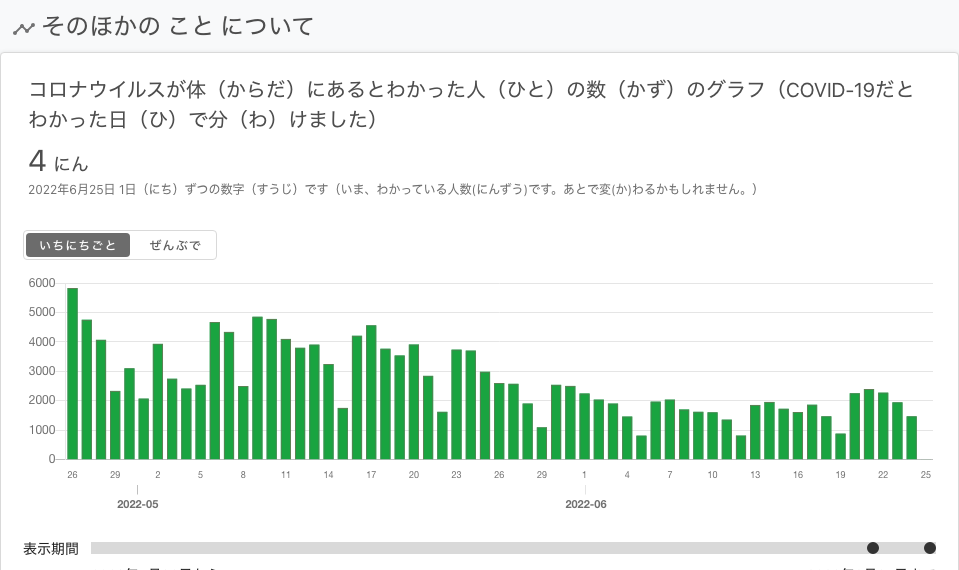 そのほかの こと について
コロナウイルスが体（からだ）にあるとわかった人（ひと）の数（かず）のグラフ（COVID-19だと
わかった日（ひ）で分（わ）けました）
4 にん
2022年6月25日 1日（にち）ずつの数字（すうじ）です（いま、わかっている人数(にんずう)です。あとで変(か)わるかもしれません。）
いちにちごと ぜんぶで
6000
5000
4000
3000
2000
1000
0
26 29 2 5 8 11 14 17 20 23 26 29 1 4 7 10 13 16 19 22 25
2022-05 2022-06
表示期間